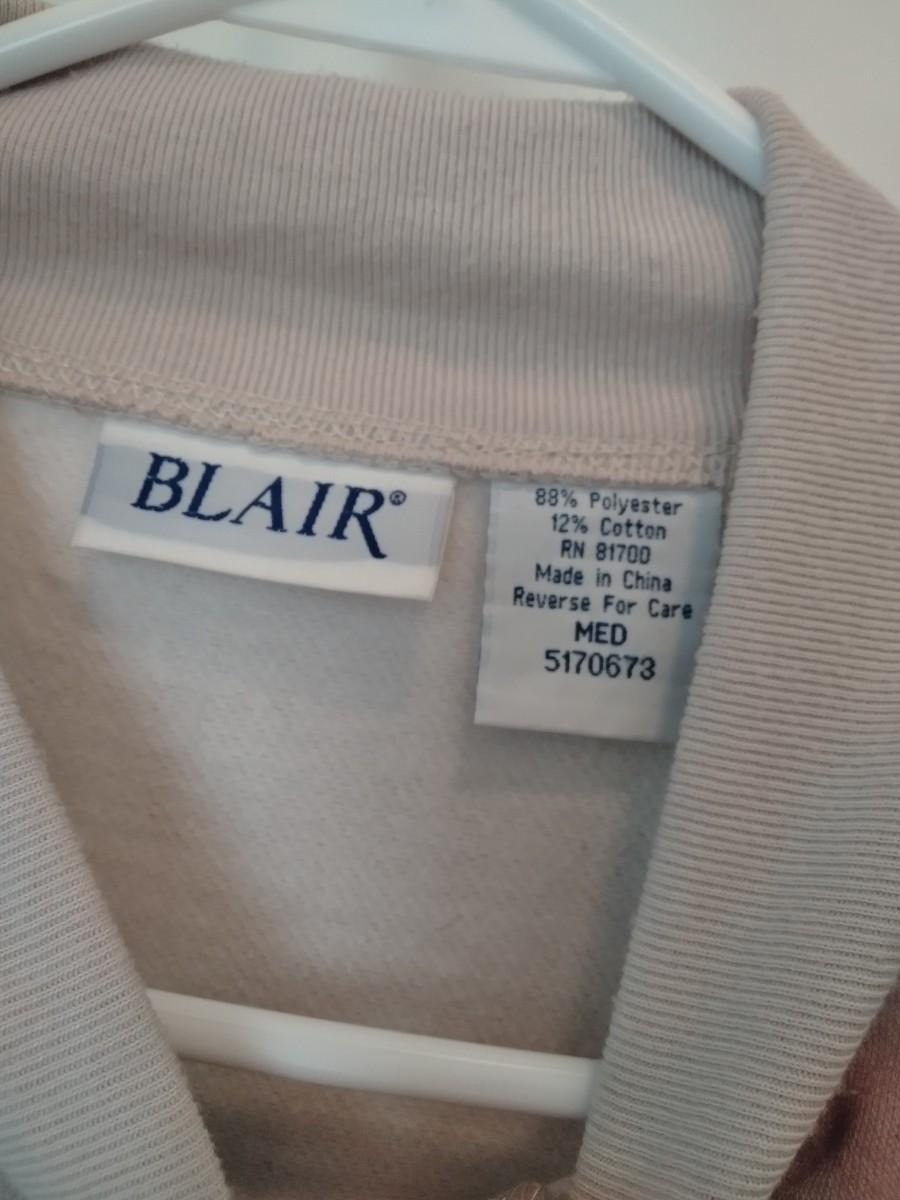 BLAIR®
88% Polyester
12% Cotton
RN 81700
Made in China
Reverse For Care
MED
5170673